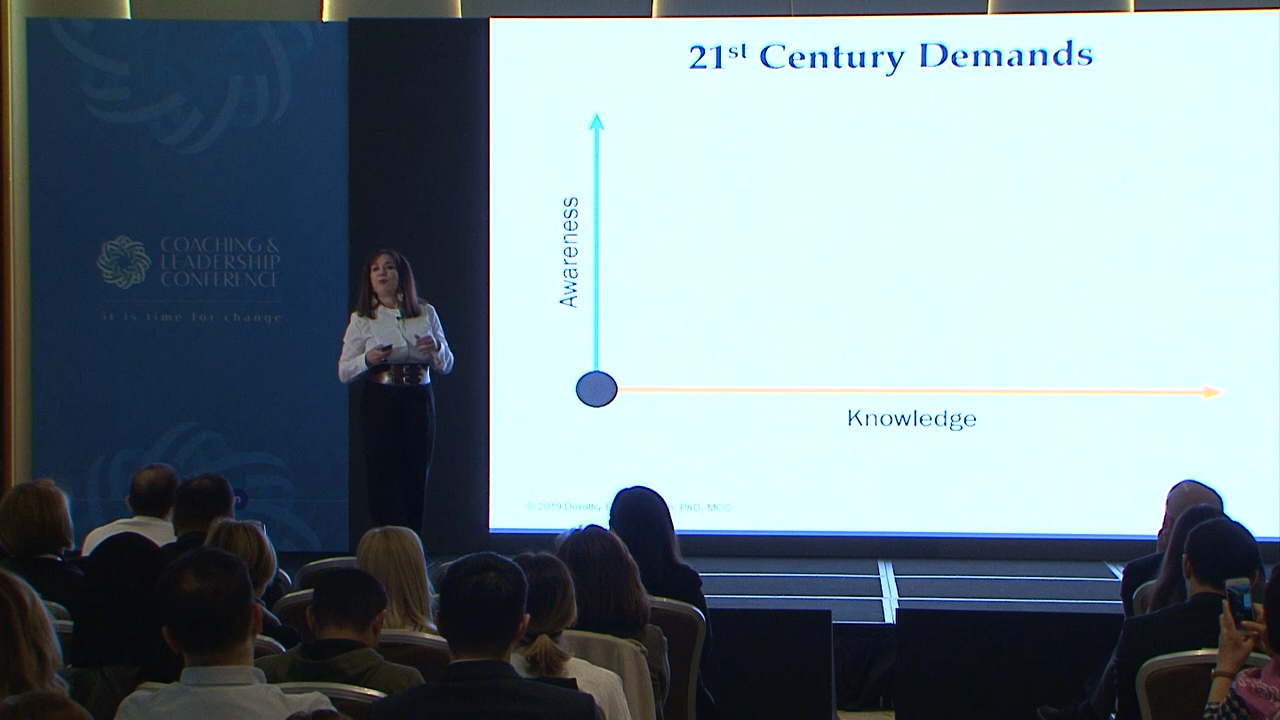 21st Century Demands
Awareness
Knowledge
© 2019 Dorothy PhD, MCC
COACHING &
LEADERSHIP
CONFERENCE
it is time for change